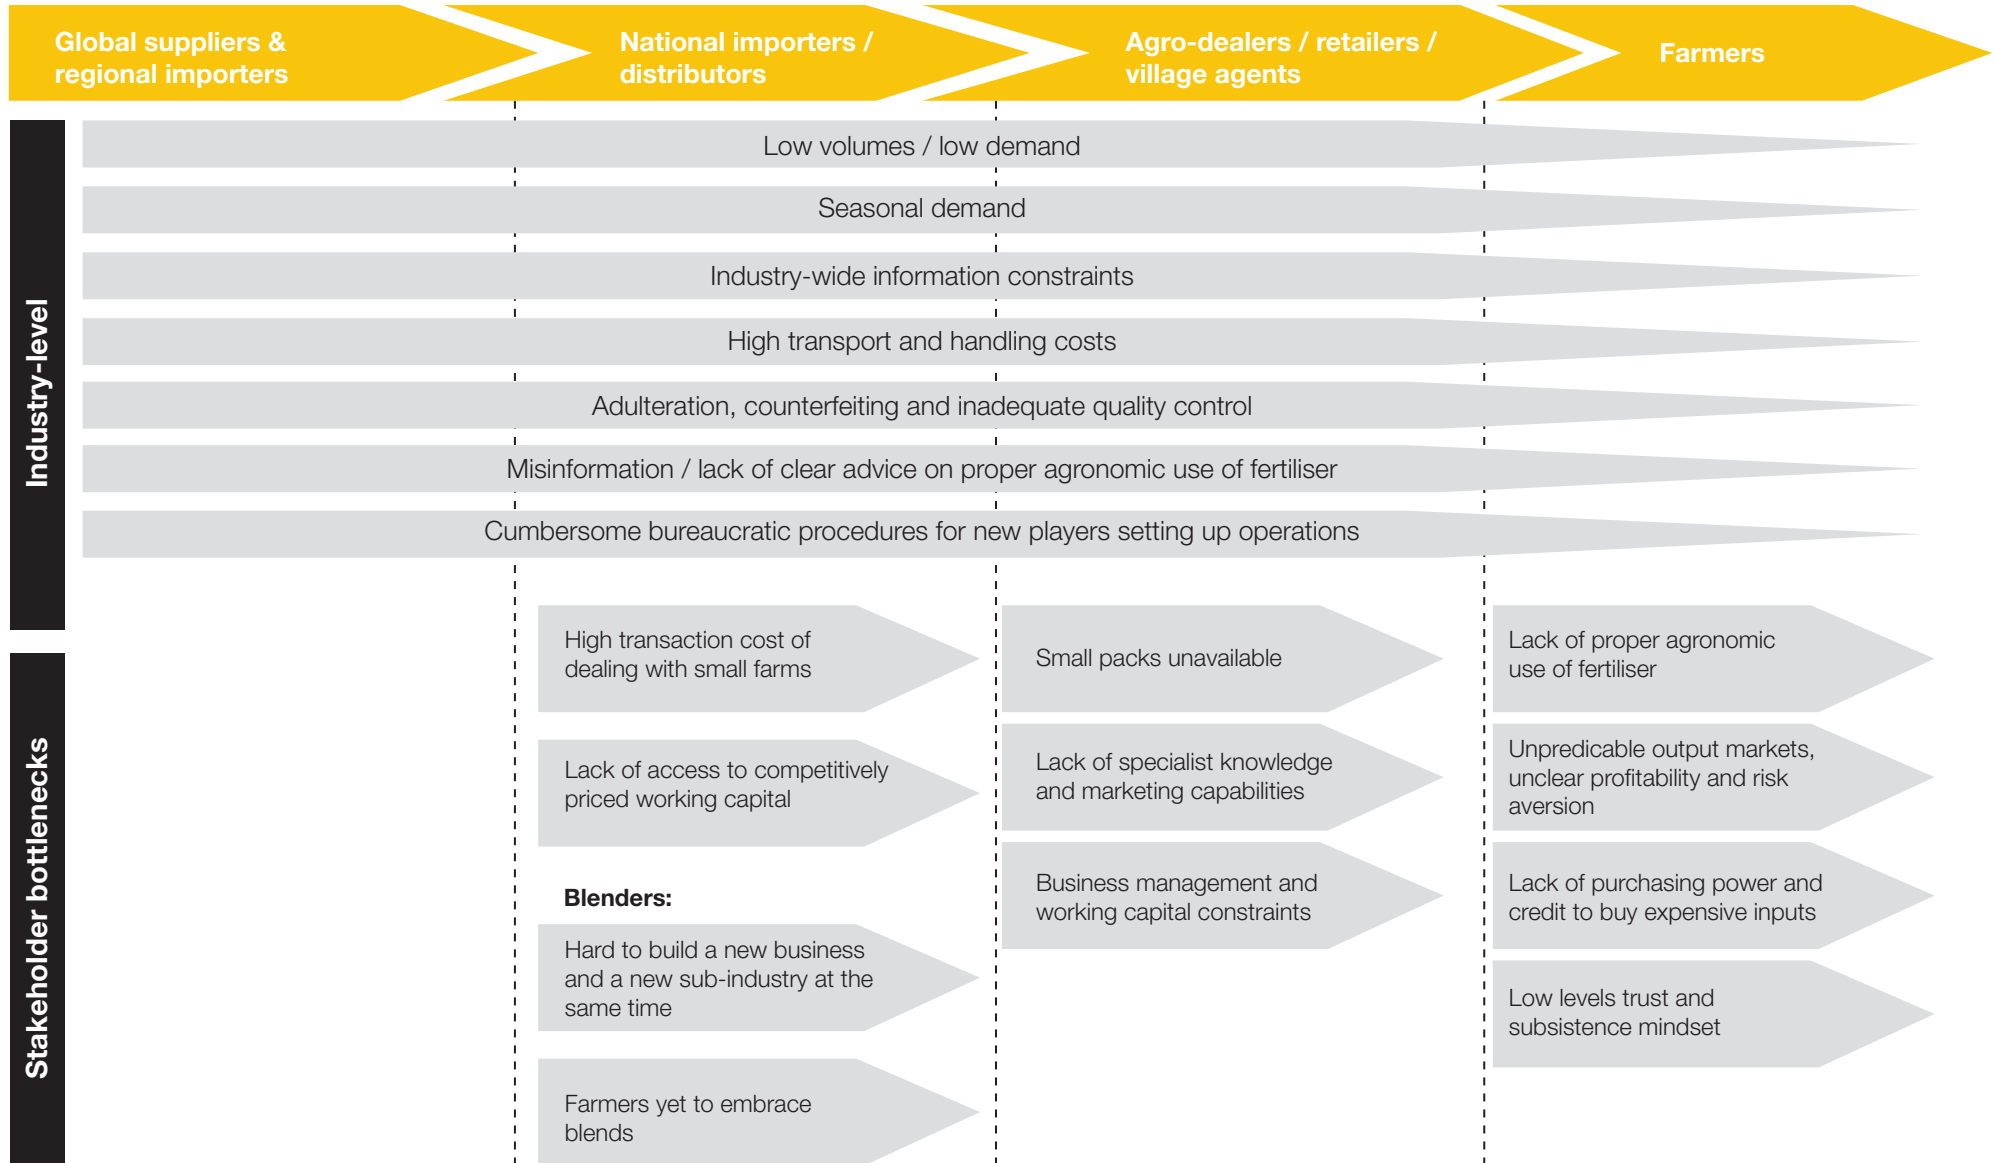 Global suppliers &
regional importers
National importers /
distributors
Agro-dealers / retailers /
village agents
Farmers
Industry-level
Low volumes / low demand
Seasonal demand
Industry-wide information constraints
High transport and handling costs
Adulteration, counterfeiting and inadequate quality control
Misinformation / lack of clear advice on proper agronomic use of fertiliser
Cumbersome bureaucratic procedures for new players setting up operations
Stakeholder bottlenecks
High transaction cost of
dealing with small farms
Lack of access to competitively
priced working capital
Blenders:
Hard to build a new business
and a new sub-industry at the
same time
Farmers yet to embrace
blends
Small packs unavailable
Lack of specialist knowledge
and marketing capabilities
Business management and
working capital constraints
Lack of proper agronomic
use of fertiliser
Unpredicable output markets,
unclear profitability and risk
aversion
Lack of purchasing power and
credit to buy expensive inputs
Low levels trust and
subsistence mindset